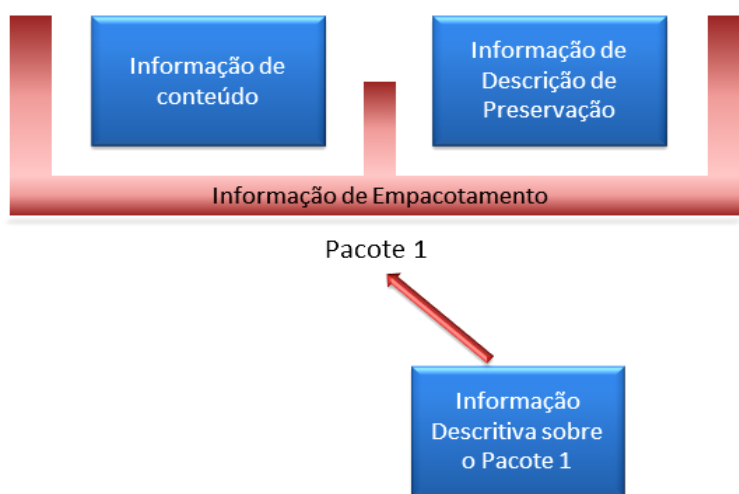 Informação de
conteúdo
Informação de
Descrição de
Preservação
Informação de Empacotamento
Pacote 1
Informação
Descritiva sobre
o Pacote 1